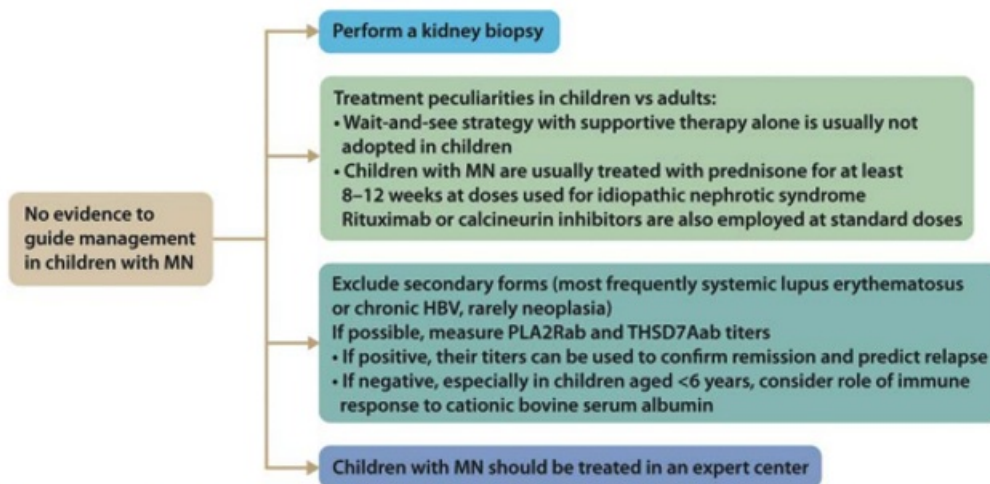 No evidence to
guide management
in children with MN
Perform a kidney biopsy
Treatment peculiarities in children vs adults:
• Wait-and-see strategy with supportive therapy alone is usually not
adopted in children
• Children with MN are usually treated with prednisone for at least
8–12 weeks at doses used for idiopathic nephrotic syndrome
Rituximab or calcineurin inhibitors are also employed at standard doses
Exclude secondary forms (most frequently systemic lupus erythematosus
or chronic HBV, rarely neoplasia)
If possible, measure PLA2Rab and THSD7Aab titers
• If positive, their titers can be used to confirm remission and predict relapse
• If negative, especially in children aged <6 years, consider role of immune
response to cationic bovine serum albumin
Children with MN should be treated in an expert center